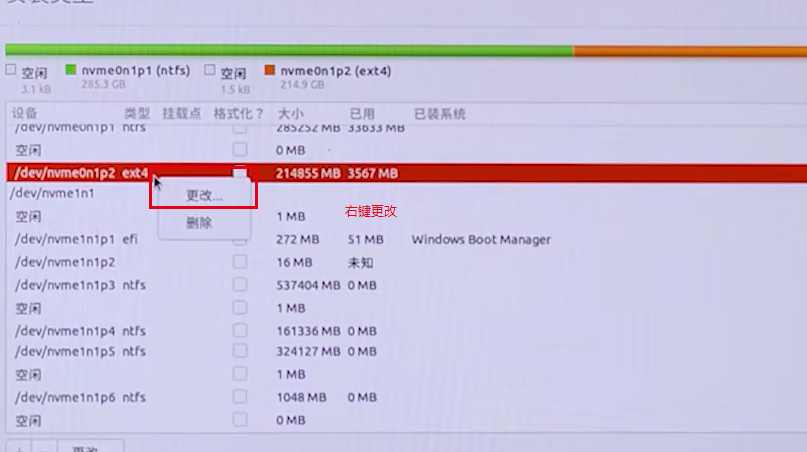 空闲 nvme0n1p1 (ntfs) 空闲 nvme0n1p2 (ext4)
3.1 kB 285.3 GB 1.5 kB 214.9 GB
设备 类型 挂载点 格式化？ 大小 已用 已装系统
/dev/nvme0n1p1 ntfs 285252 MB 33633 MB
空闲 0 MB
/dev/nvme0n1p2 ext4 214855 MB 3567 MB
/dev/nvme1n1 更改...
空闲 1 MB 右键更改
删除
/dev/nvme1n1p1 efi 272 MB 51 MB Windows Boot Manager
/dev/nvme1n1p2 16 MB 未知
/dev/nvme1n1p3 ntfs 537404 MB 0 MB
空闲 1 MB
/dev/nvme1n1p4 ntfs 161336 MB 0 MB
/dev/nvme1n1p5 ntfs 324127 MB 0 MB
空闲 1 MB
/dev/nvme1n1p6 ntfs 1048 MB 0 MB
空闲 0 MB
+ - 更改...